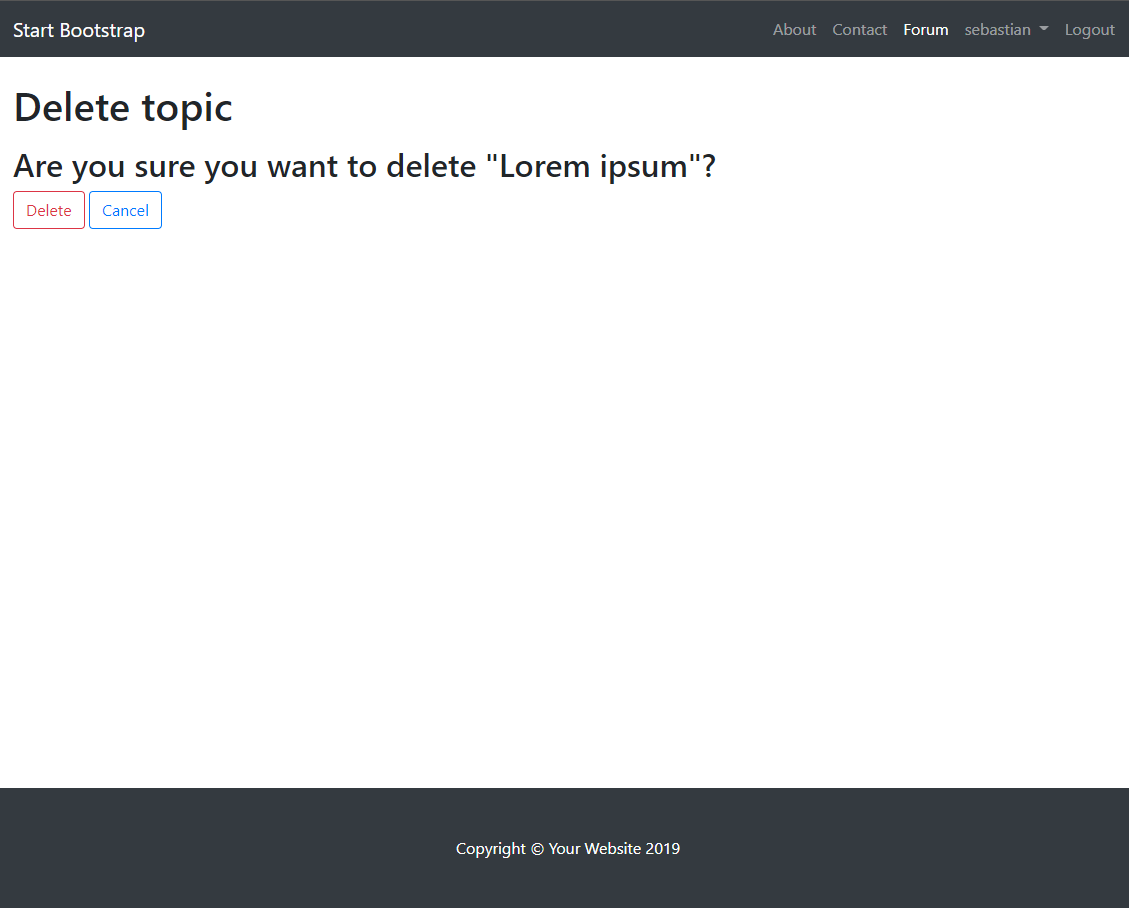 Start Bootstrap About Contact Forum sebastian Logout
Delete topic
Are you sure you want to delete "Lorem ipsum"?
Delete Cancel
Copyright © Your Website 2019